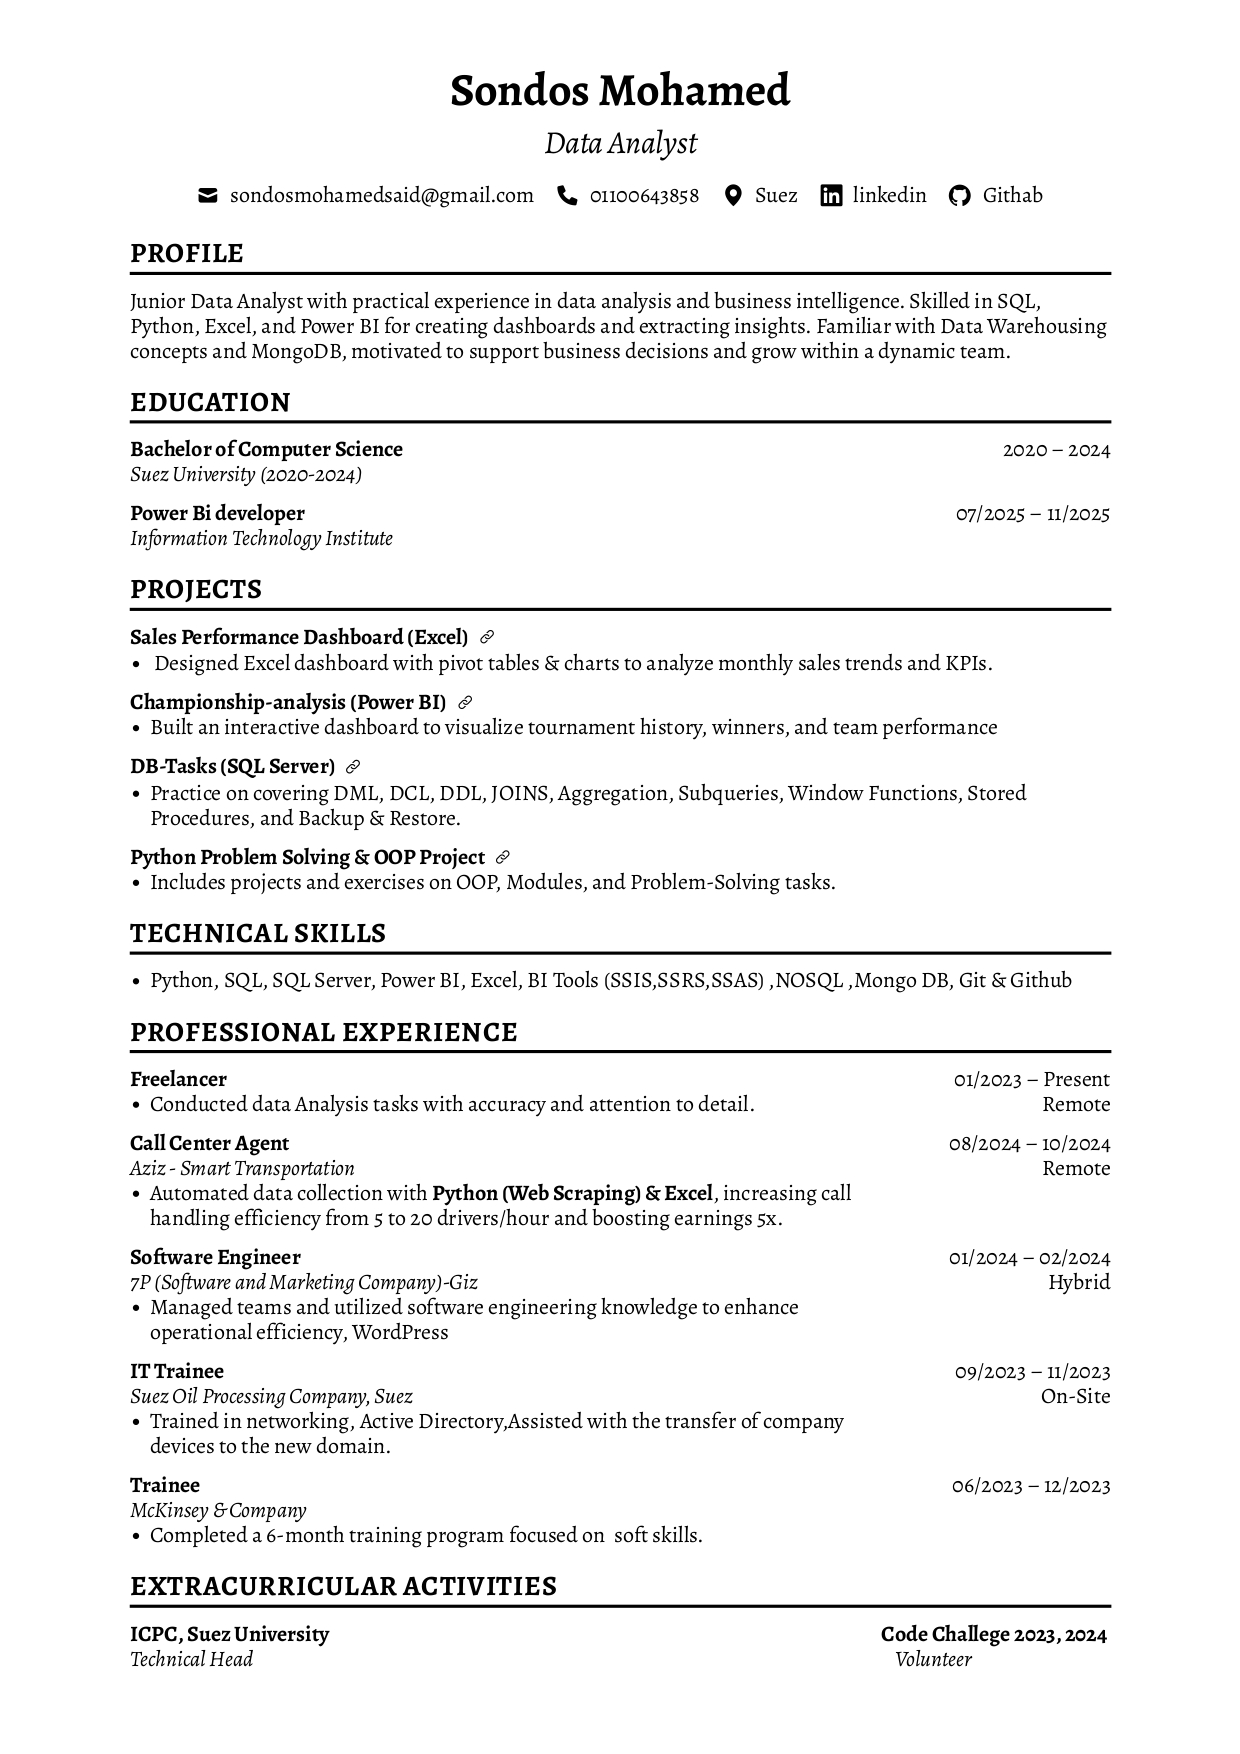 Sondos Mohamed
Data Analyst
sondosmohamedsaid@gmail.com 01100643858 Suez linkedin Githab
PROFILE
Junior Data Analyst with practical experience in data analysis and business intelligence. Skilled in SQL,
Python, Excel, and Power BI for creating dashboards and extracting insights. Familiar with Data Warehousing
concepts and MongoDB, motivated to support business decisions and grow within a dynamic team.
EDUCATION
Bachelor of Computer Science 2020 – 2024
Suez University (2020-2024)
Power Bi developer 07/2025 – 11/2025
Information Technology Institute
PROJECTS
Sales Performance Dashboard (Excel)
• Designed Excel dashboard with pivot tables & charts to analyze monthly sales trends and KPIs.
Championship-analysis (Power BI)
• Built an interactive dashboard to visualize tournament history, winners, and team performance
DB-Tasks (SQL Server)
• Practice on covering DML, DCL, DDL, JOINS, Aggregation, Subqueries, Window Functions, Stored
Procedures, and Backup & Restore.
Python Problem Solving & OOP Project
• Includes projects and exercises on OOP, Modules, and Problem-Solving tasks.
TECHNICAL SKILLS
• Python, SQL, SQL Server, Power BI, Excel, BI Tools (SSIS,SSRS,SSAS) ,NOSQL ,Mongo DB, Git & Github
PROFESSIONAL EXPERIENCE
Freelancer 01/2023 – Present
• Conducted data Analysis tasks with accuracy and attention to detail. Remote
Call Center Agent 08/2024 – 10/2024
Aziz - Smart Transportation Remote
• Automated data collection with Python (Web Scraping) & Excel, increasing call
handling efficiency from 5 to 20 drivers/hour and boosting earnings 5x.
Software Engineer 01/2024 – 02/2024
7P (Software and Marketing Company)-Giz Hybrid
• Managed teams and utilized software engineering knowledge to enhance
operational efficiency, WordPress
IT Trainee 09/2023 – 11/2023
Suez Oil Processing Company, Suez On-Site
• Trained in networking, Active Directory,Assisted with the transfer of company
devices to the new domain.
Trainee 06/2023 – 12/2023
McKinsey & Company
• Completed a 6-month training program focused on soft skills.
EXTRACURRICULAR ACTIVITIES
ICPC, Suez University Code Challege 2023, 2024
Technical Head Volunteer